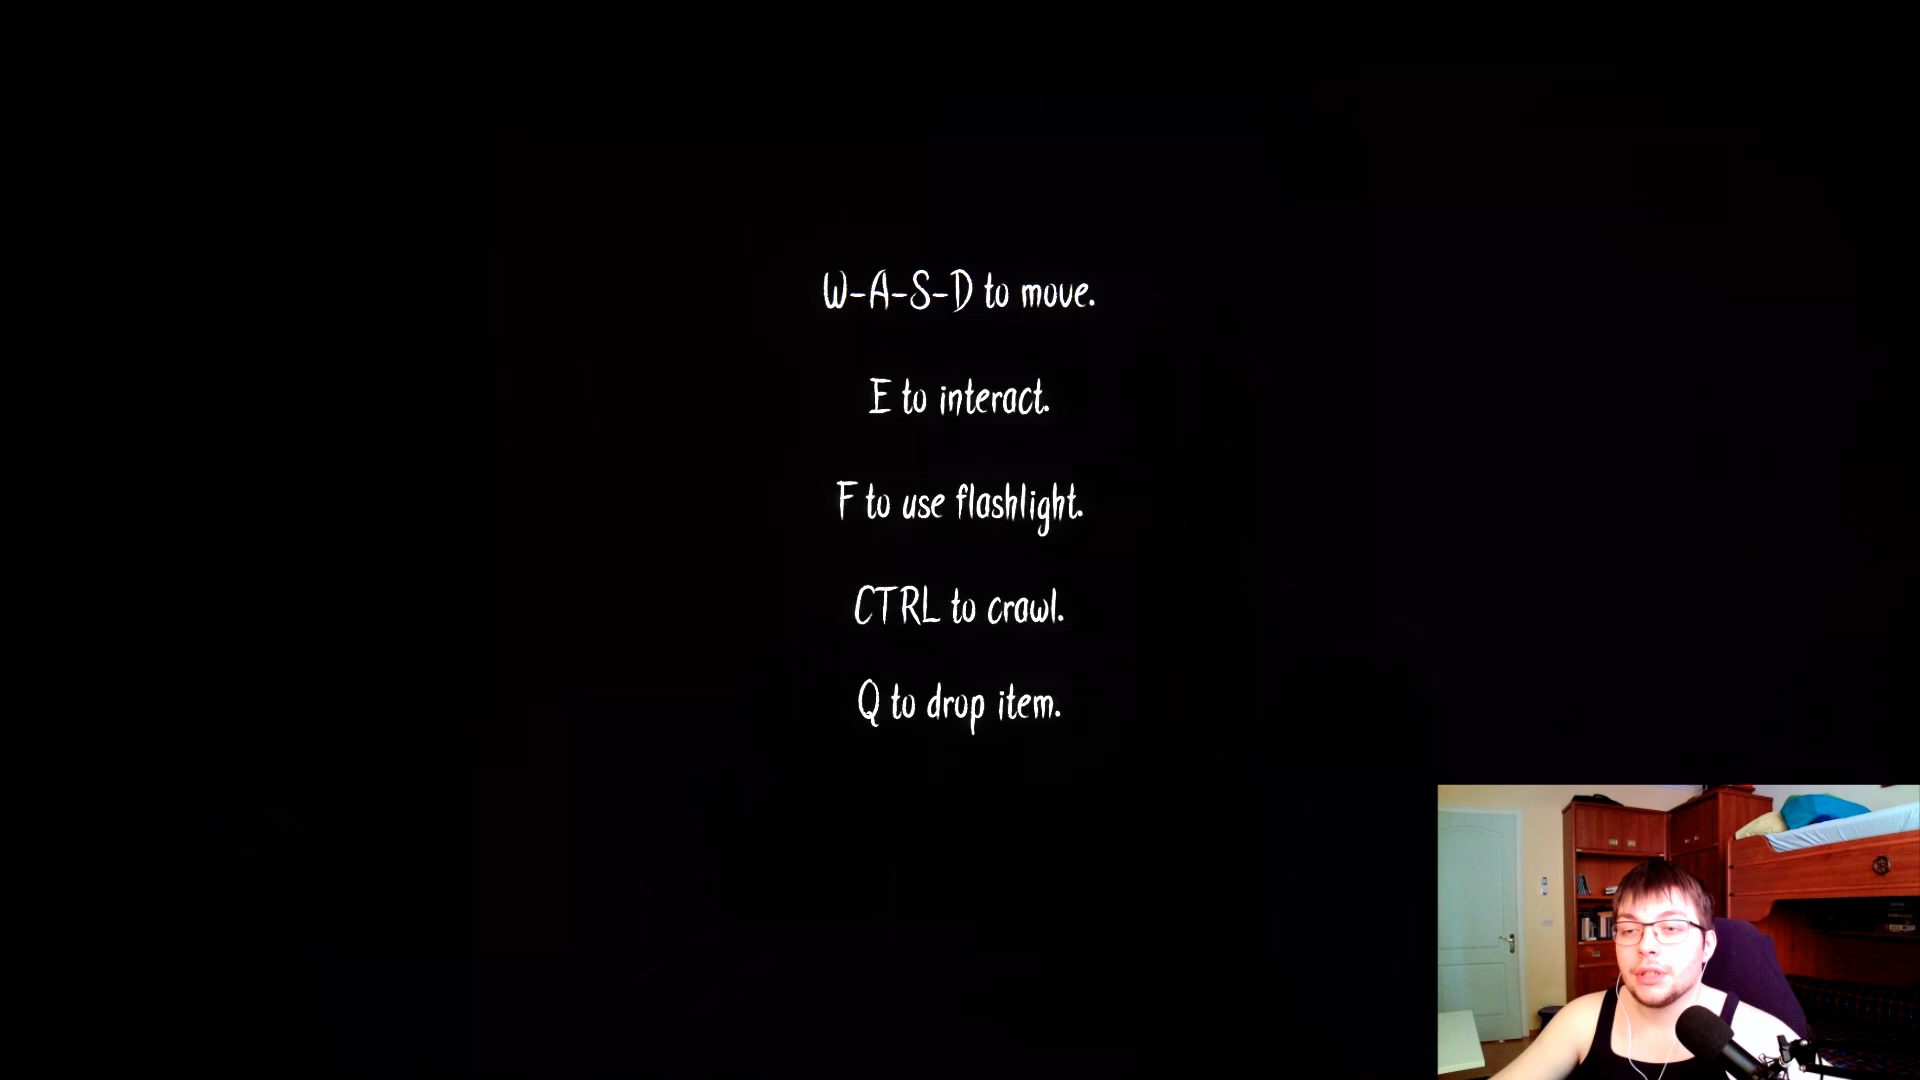 W-A-S-D to move.
E to interact.
F to use flashlight.
CTRL to crawl.
Q to drop item.